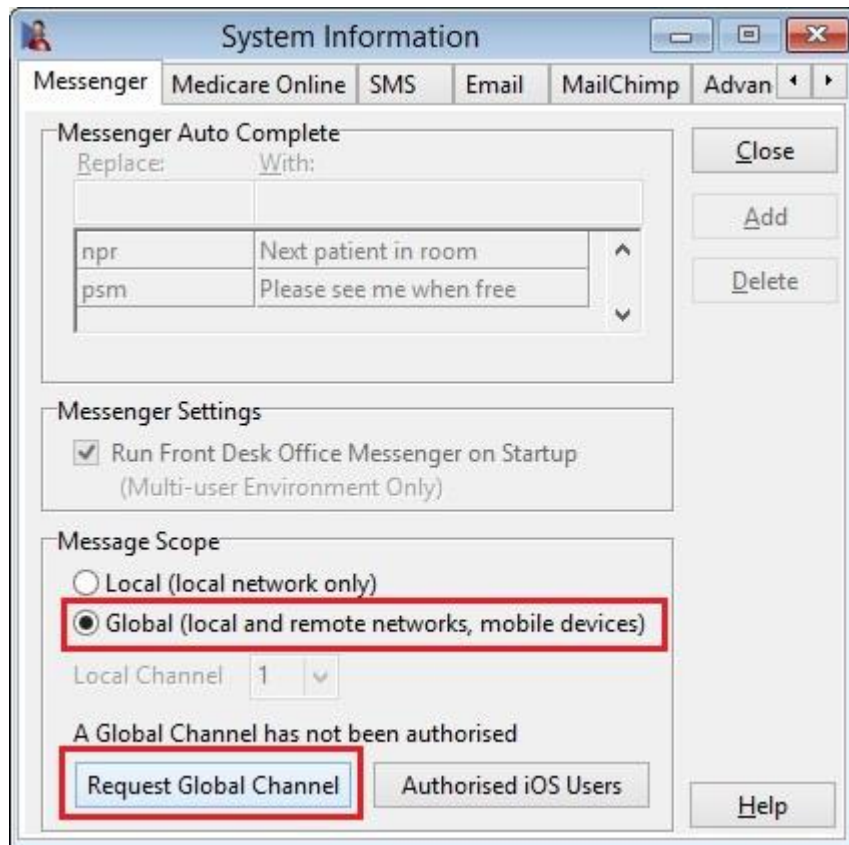 System Information
Messenger Medicare Online SMS Email MailChimp Advan
Messenger Auto Complete
Replace: With:
Close
Add
npr Next patient in room
psm Please see me when free
Delete
Messenger Settings
Run Front Desk Office Messenger on Startup
(Multi-user Environment Only)
Message Scope
Local (local network only)
Global (local and remote networks, mobile devices)
Local Channel 1
A Global Channel has not been authorised
Request Global Channel Authorised iOS Users
Help